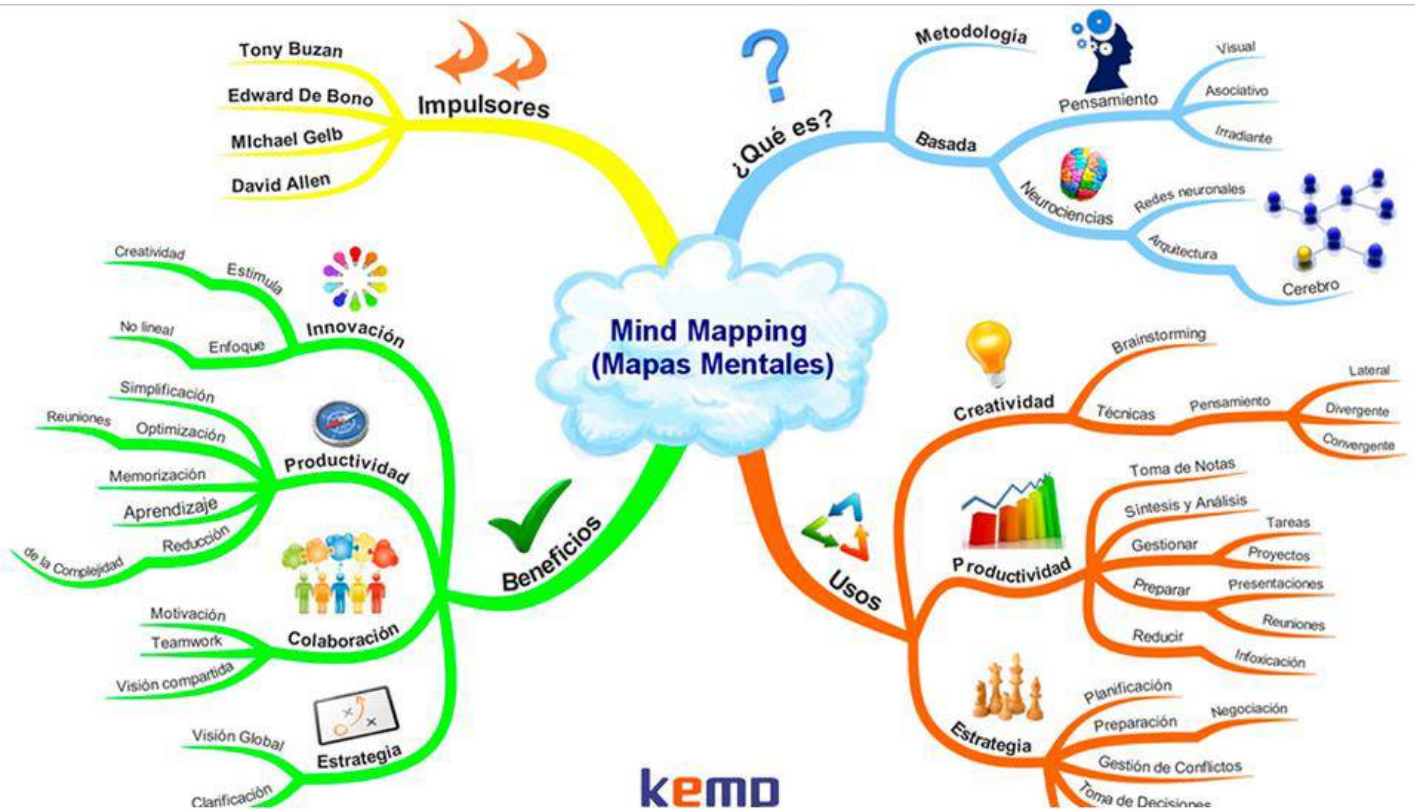 Mind Mapping
(Mapas Mentales)
Impulsores
Tony Buzan
Edward De Bono
MIchael Gelb
David Allen
¿Qué es?
Metodología
Basada
Pensamiento
Visual
Asociativo
Irradiante
Neurociencias
Redes neuronales
Arquitectura
Cerebro
Beneficios
Innovación
Estimula
Creatividad
Enfoque
No lineal
Productividad
Simplificación
Optimización
Reuniones
Memorización
Aprendizaje
Reducción
de la Complejidad
Colaboración
Motivación
Teamwork
Visión compartida
Estrategia
Visión Global
Clarificación
Usos
Creatividad
Brainstorming
Técnicas
Pensamiento
Lateral
Divergente
Convergente
Productividad
Toma de Notas
Síntesis y Análisis
Gestionar
Tareas
Proyectos
Preparar
Presentaciones
Reuniones
Reducir
Infoxicación
Estrategia
Planificación
Preparación
Negociación
Gestión de Conflictos
Toma de Decisiones
kemp